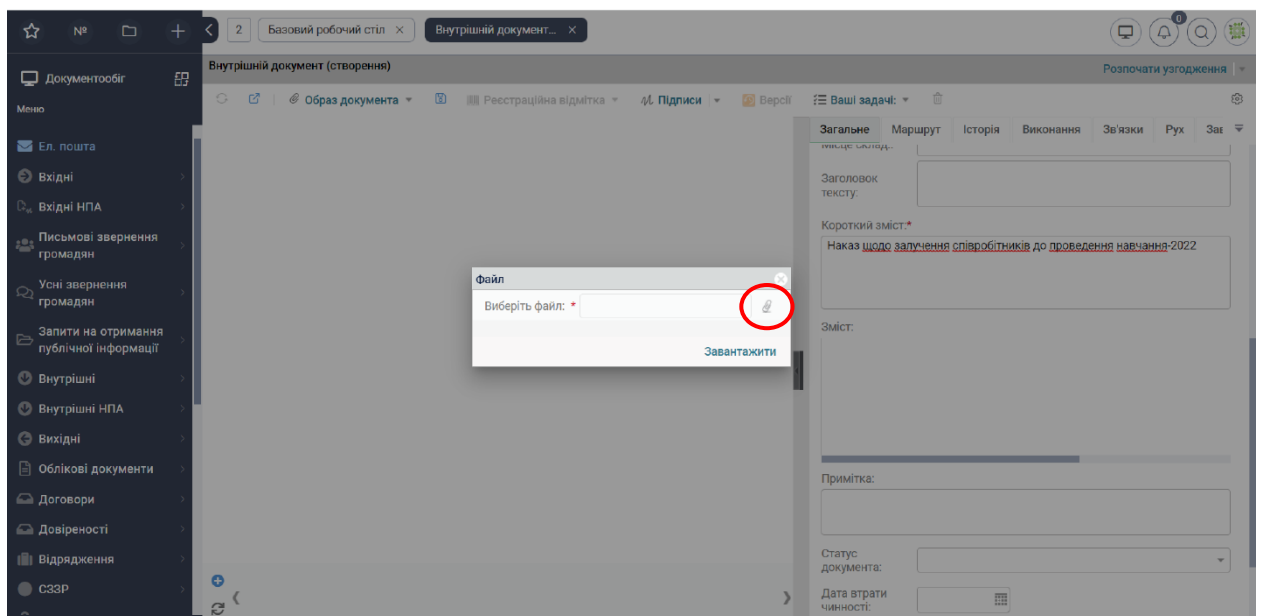 №
2
Базовий робочий стіл
Внутрішній документ...
0
Документообіг
Меню
Ел. пошта
Вхідні
Вхідні НПА
Письмові звернення
громадян
Усні звернення
громадян
Запити на отримання
публічної інформації
Внутрішні
Внутрішні НПА
Вихідні
Облікові документи
Договори
Довіреності
Відрядження
СЗЗР
Внутрішній документ (створення)
Розпочати узгодження
Образ документа
Реєстраційна відмітка
Підписи
Версії
Ваші задачі:
Загальне
Маршрут
Історія
Виконання
Зв'язки
Рух
Заг
Місце склад.:
Заголовок
тексту:
Короткий зміст:*
Наказ щодо залучення співробітників до проведення навчання-2022
Зміст:
Примітка:
Статус
документа:
Дата втрати
чинності:
Файл
Виберіть файл: *
Завантажити